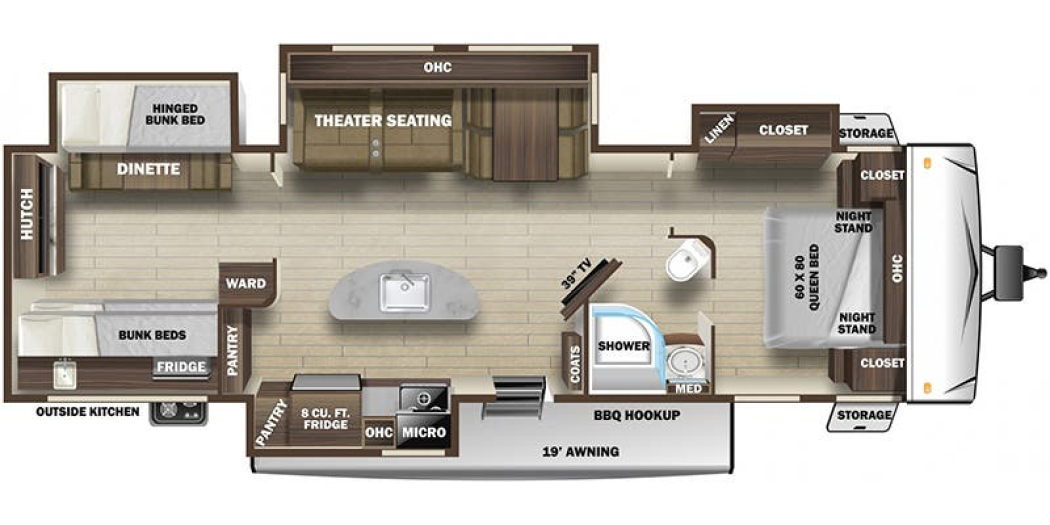 OHC
HINGED
BUNK BED
THEATER SEATING
LINEN
CLOSET
STORAGE
DINETTE
CLOSET
HUTCH
NIGHT
STAND
60 X 80
QUEEN BED
OHC
39" TV
WARD
NIGHT
STAND
BUNK BEDS
PANTRY
SHOWER
COATS
CLOSET
FRIDGE
MED
OUTSIDE KITCHEN
PANTRY
8 CU. FT.
FRIDGE
OHC
MICRO
BBQ HOOKUP
STORAGE
19' AWNING